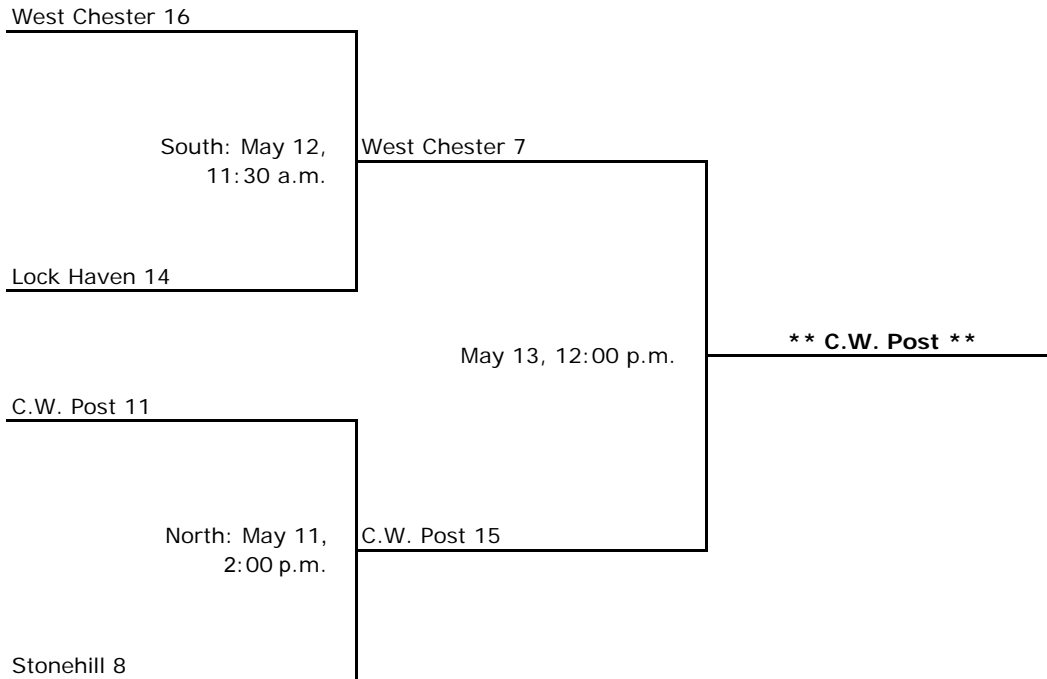 West Chester 16
South: May 12,
11:30 a.m.
West Chester 7
Lock Haven 14
May 13, 12:00 p.m.
** C.W. Post **
C.W. Post 11
North: May 11,
2:00 p.m.
C.W. Post 15
Stonehill 8